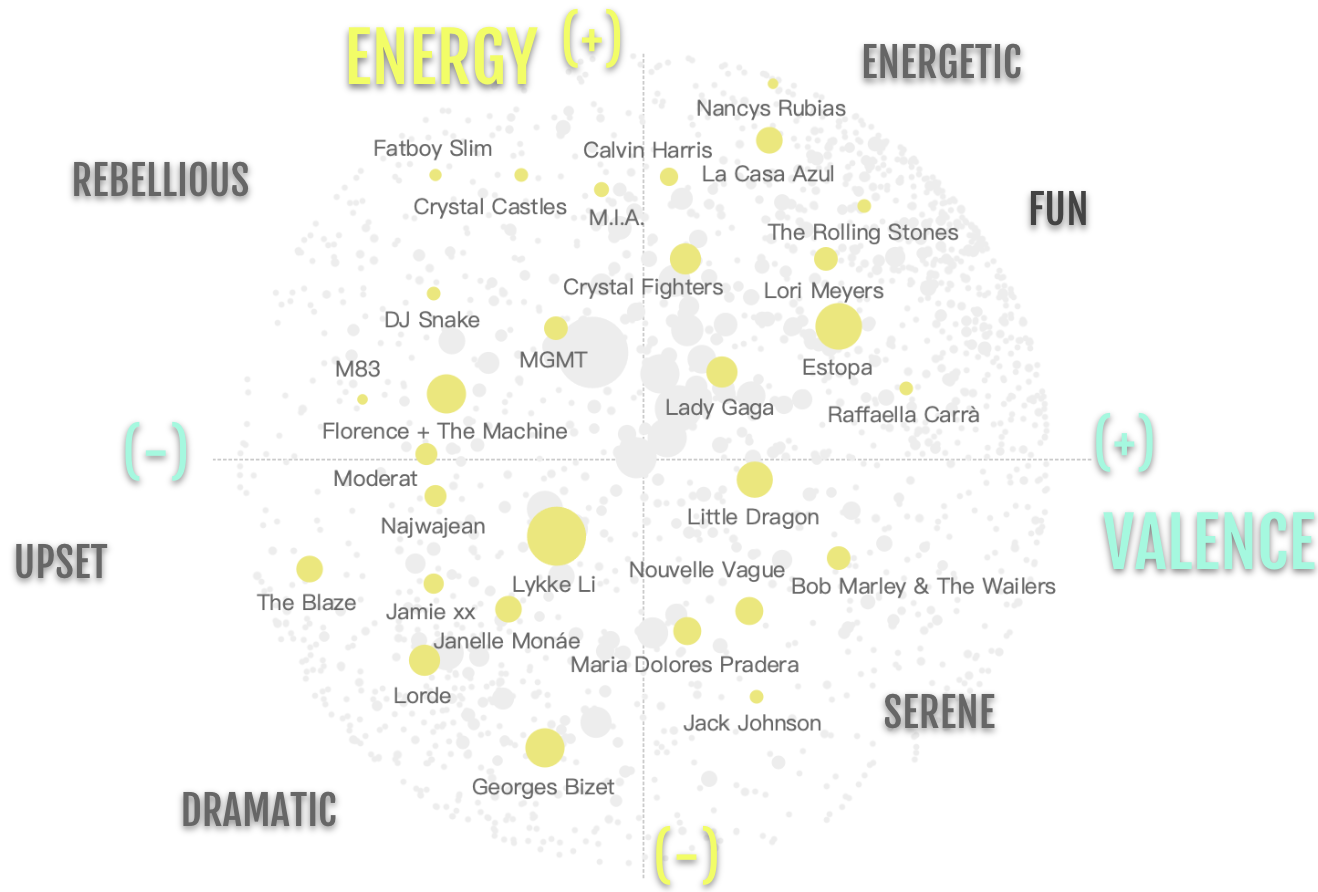 ENERGY (+)
ENERGETIC
Nancys Rubias
Fatboy Slim
Calvin Harris
REBELLIOUS
La Casa Azul
Crystal Castles
M.I.A.
FUN
The Rolling Stones
Crystal Fighters
Lori Meyers
DJ Snake
MGMT
M83
Estopa
Lady Gaga
Raffaella Carrà
Florence + The Machine
(-)
(+)
Moderat
Najwajean
Little Dragon
VALENCE
UPSET
Lykke Li
Nouvelle Vague
Bob Marley & The Wailers
The Blaze
Jamie xx
Janelle Monáe
Maria Dolores Pradera
Lorde
SERENE
Jack Johnson
Georges Bizet
DRAMATIC
(-)